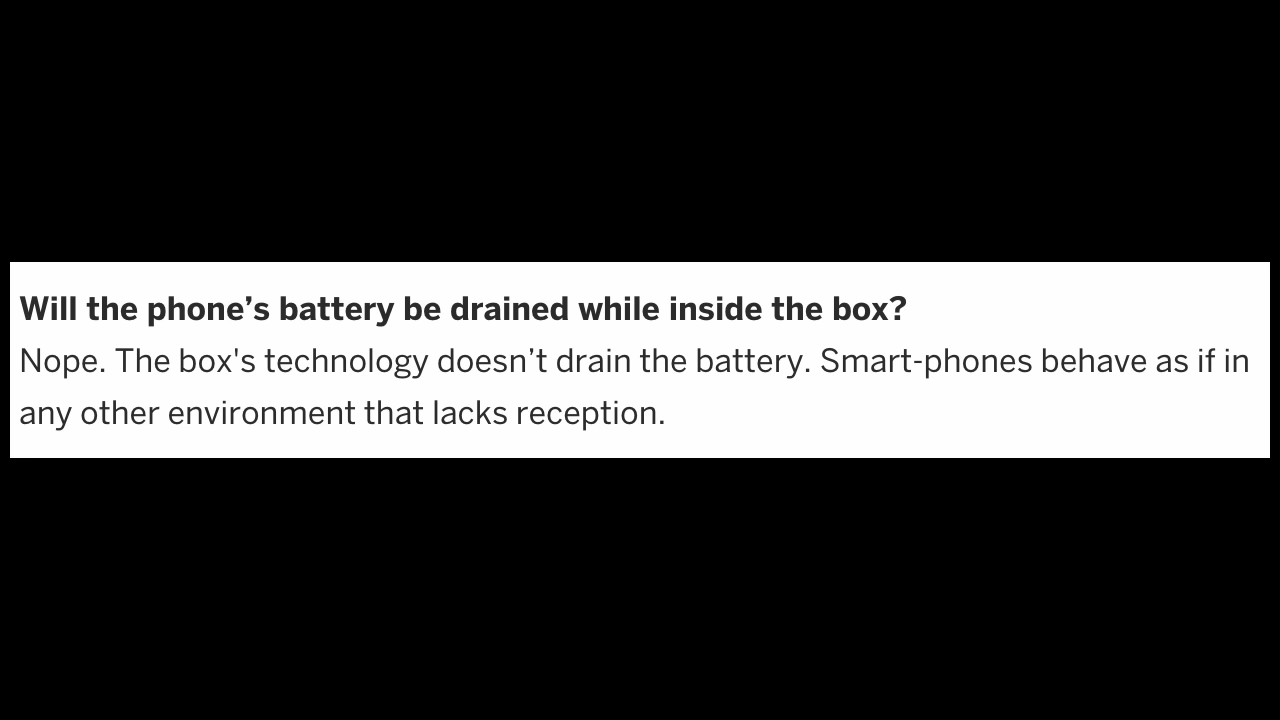 Will the phone’s battery be drained while inside the box?
Nope. The box's technology doesn’t drain the battery. Smart-phones behave as if in
any other environment that lacks reception.